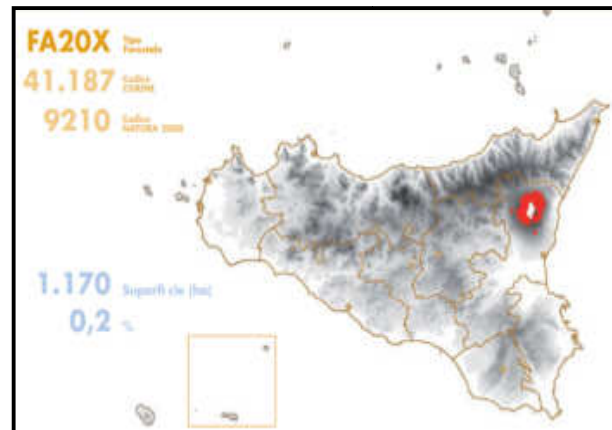 FA20X Tipo Forestale
41.187 Codice CORINE
9210 Codice NATURA 2000
1.170 Superficie (ha)
0,2 %